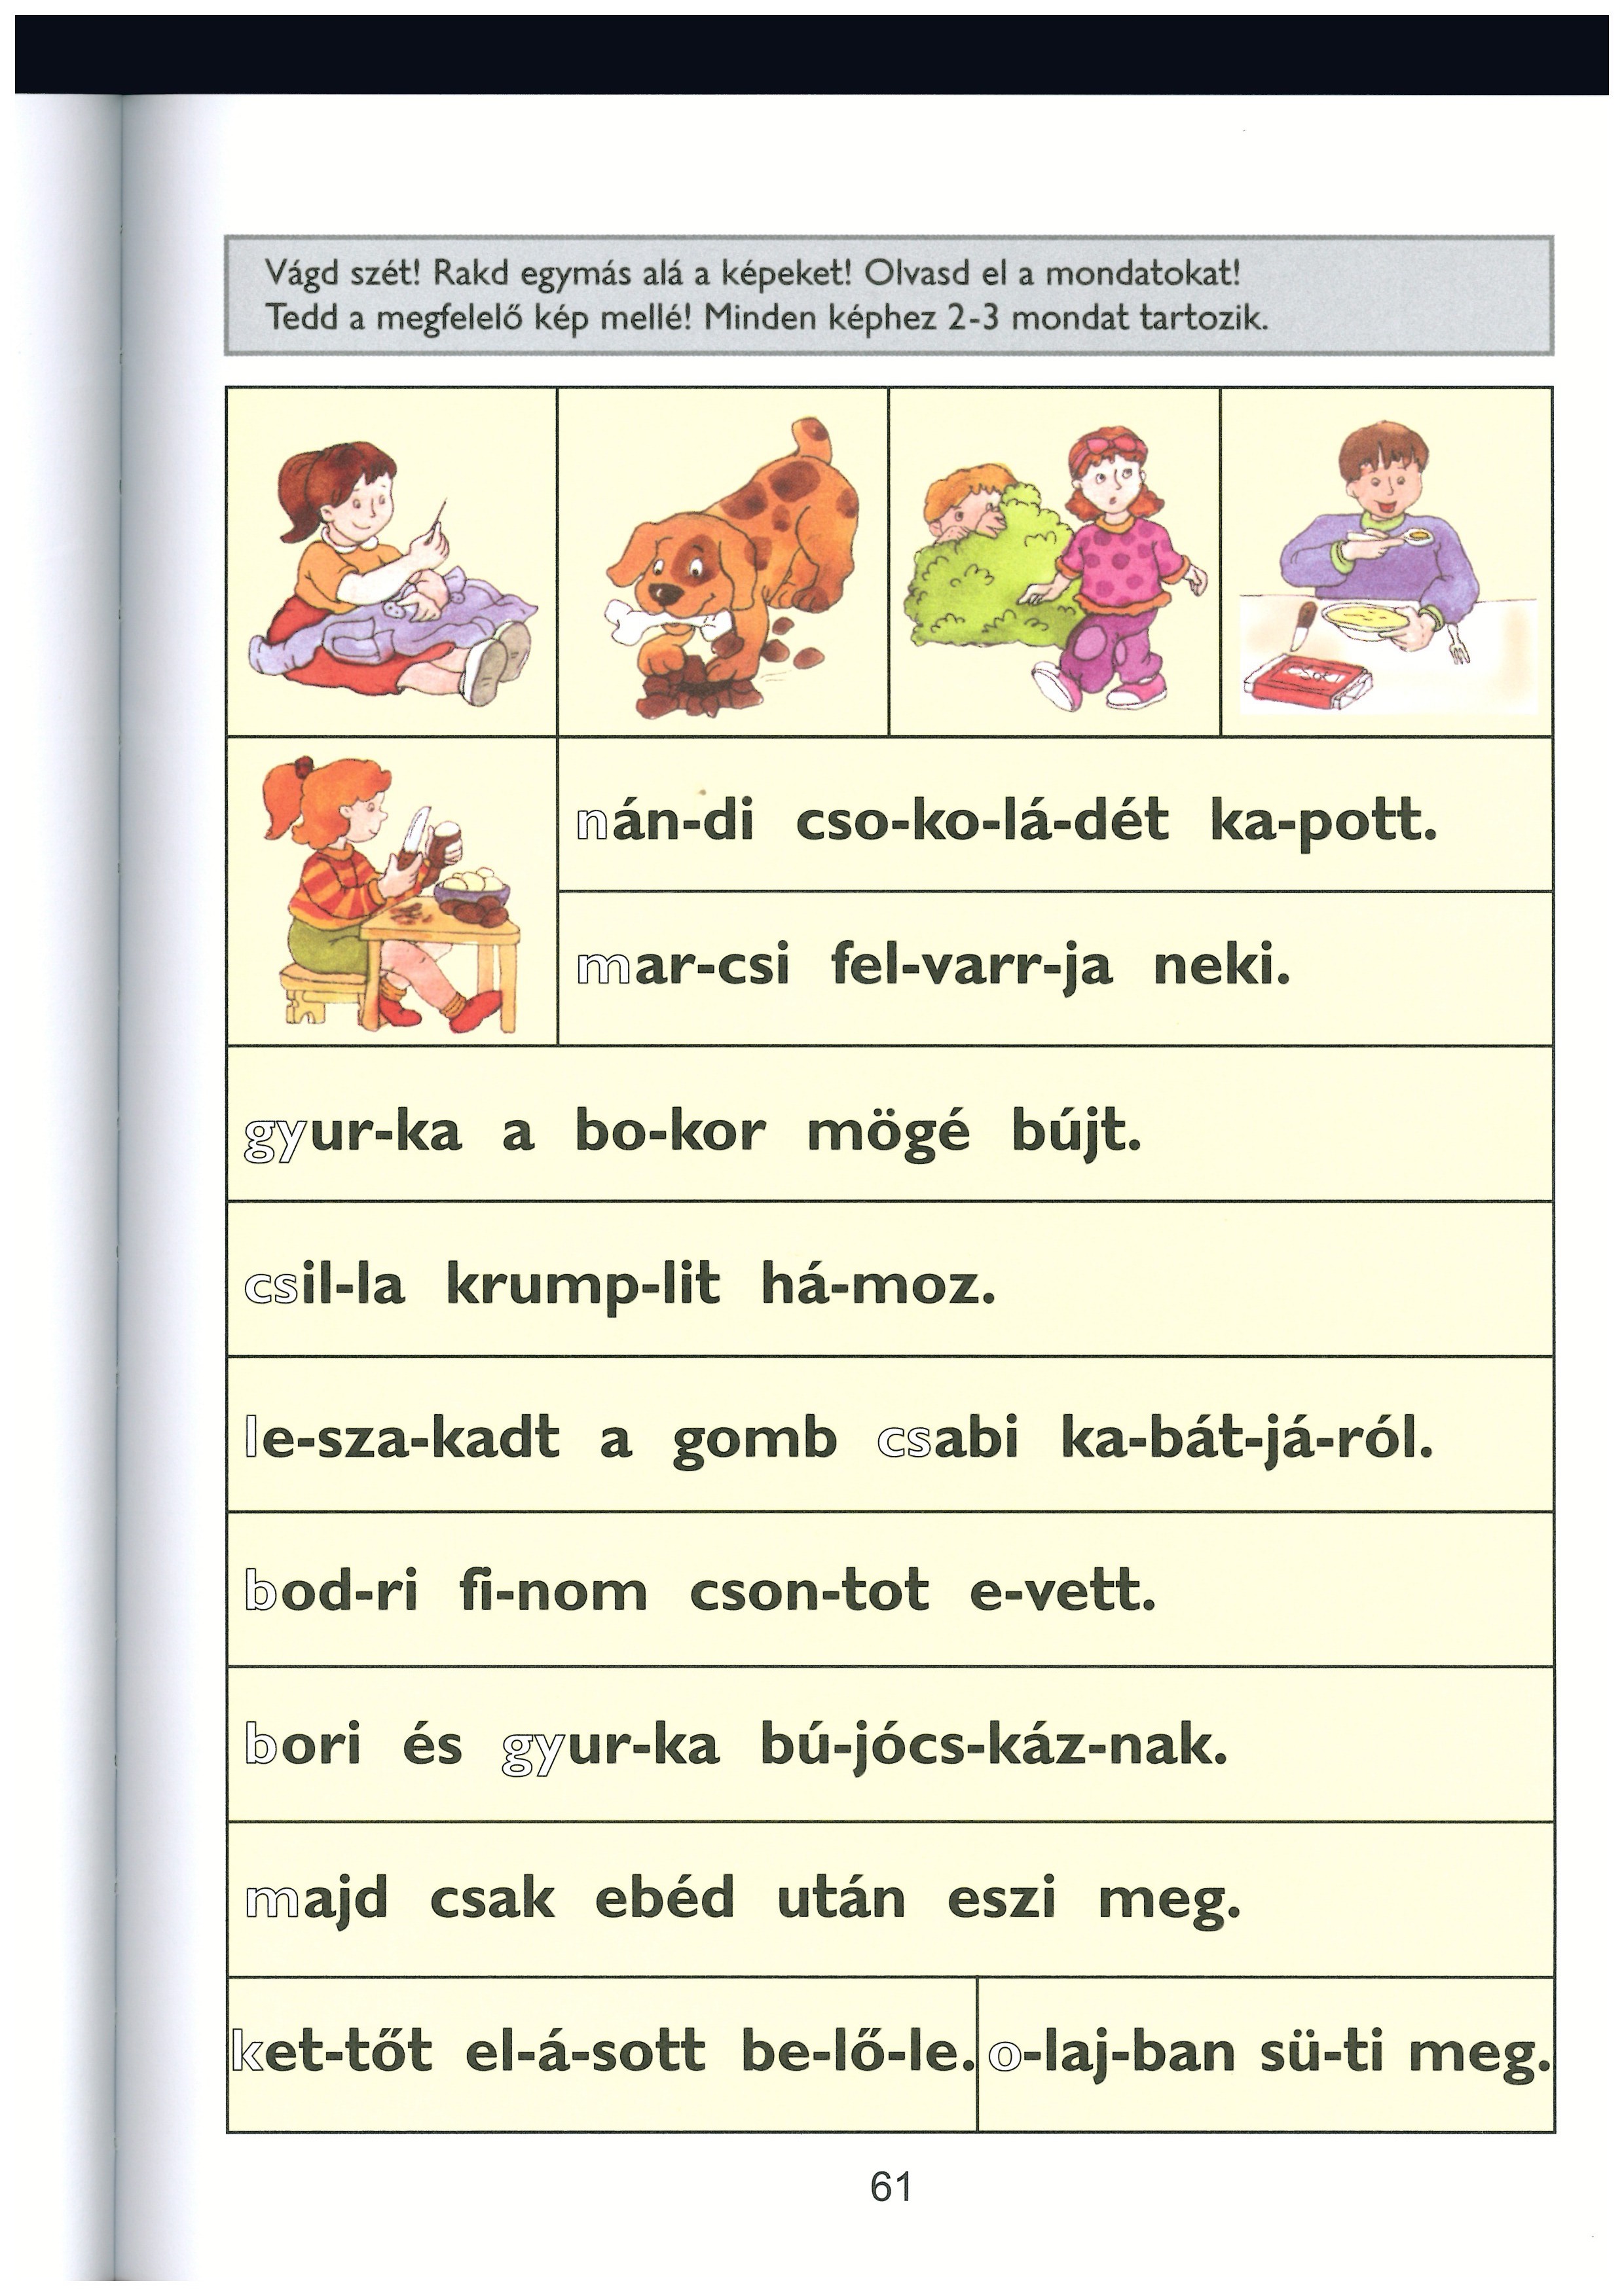 Vágd szét! Rakd egymás alá a képeket! Olvasd el a mondatokat!
Tedd a megfelelő kép mellé! Minden képhez 2-3 mondat tartozik.
nán-di cso-ko-lá-dét ka-pott.
mar-csi fel-varr-ja neki.
gyur-ka a bo-kor mögé bújt.
csil-la krump-lit há-moz.
le-sza-kadt a gomb csabi ka-bát-já-ról.
bod-ri fi-nom cson-tot e-vett.
bori és gyur-ka bú-jócs-káz-nak.
majd csak ebéd után eszi meg.
ket-tőt el-á-sott be-lő-le.
o-laj-ban sü-ti meg.
61